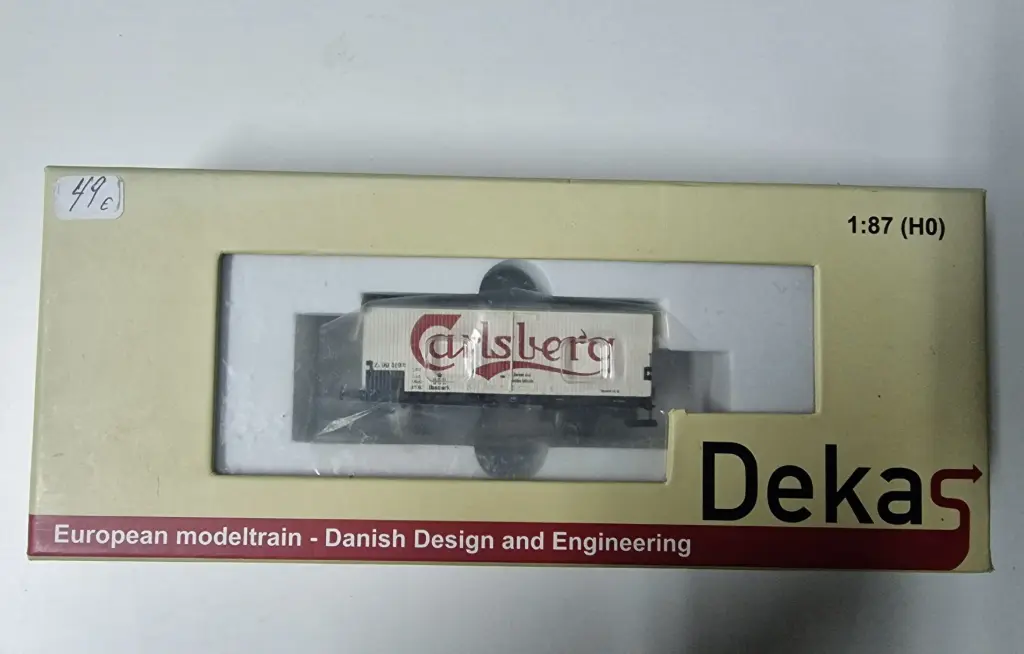 49 €
1:87 (H0)
Carlsberg
Dekas
European modeltrain - Danish Design and Engineering